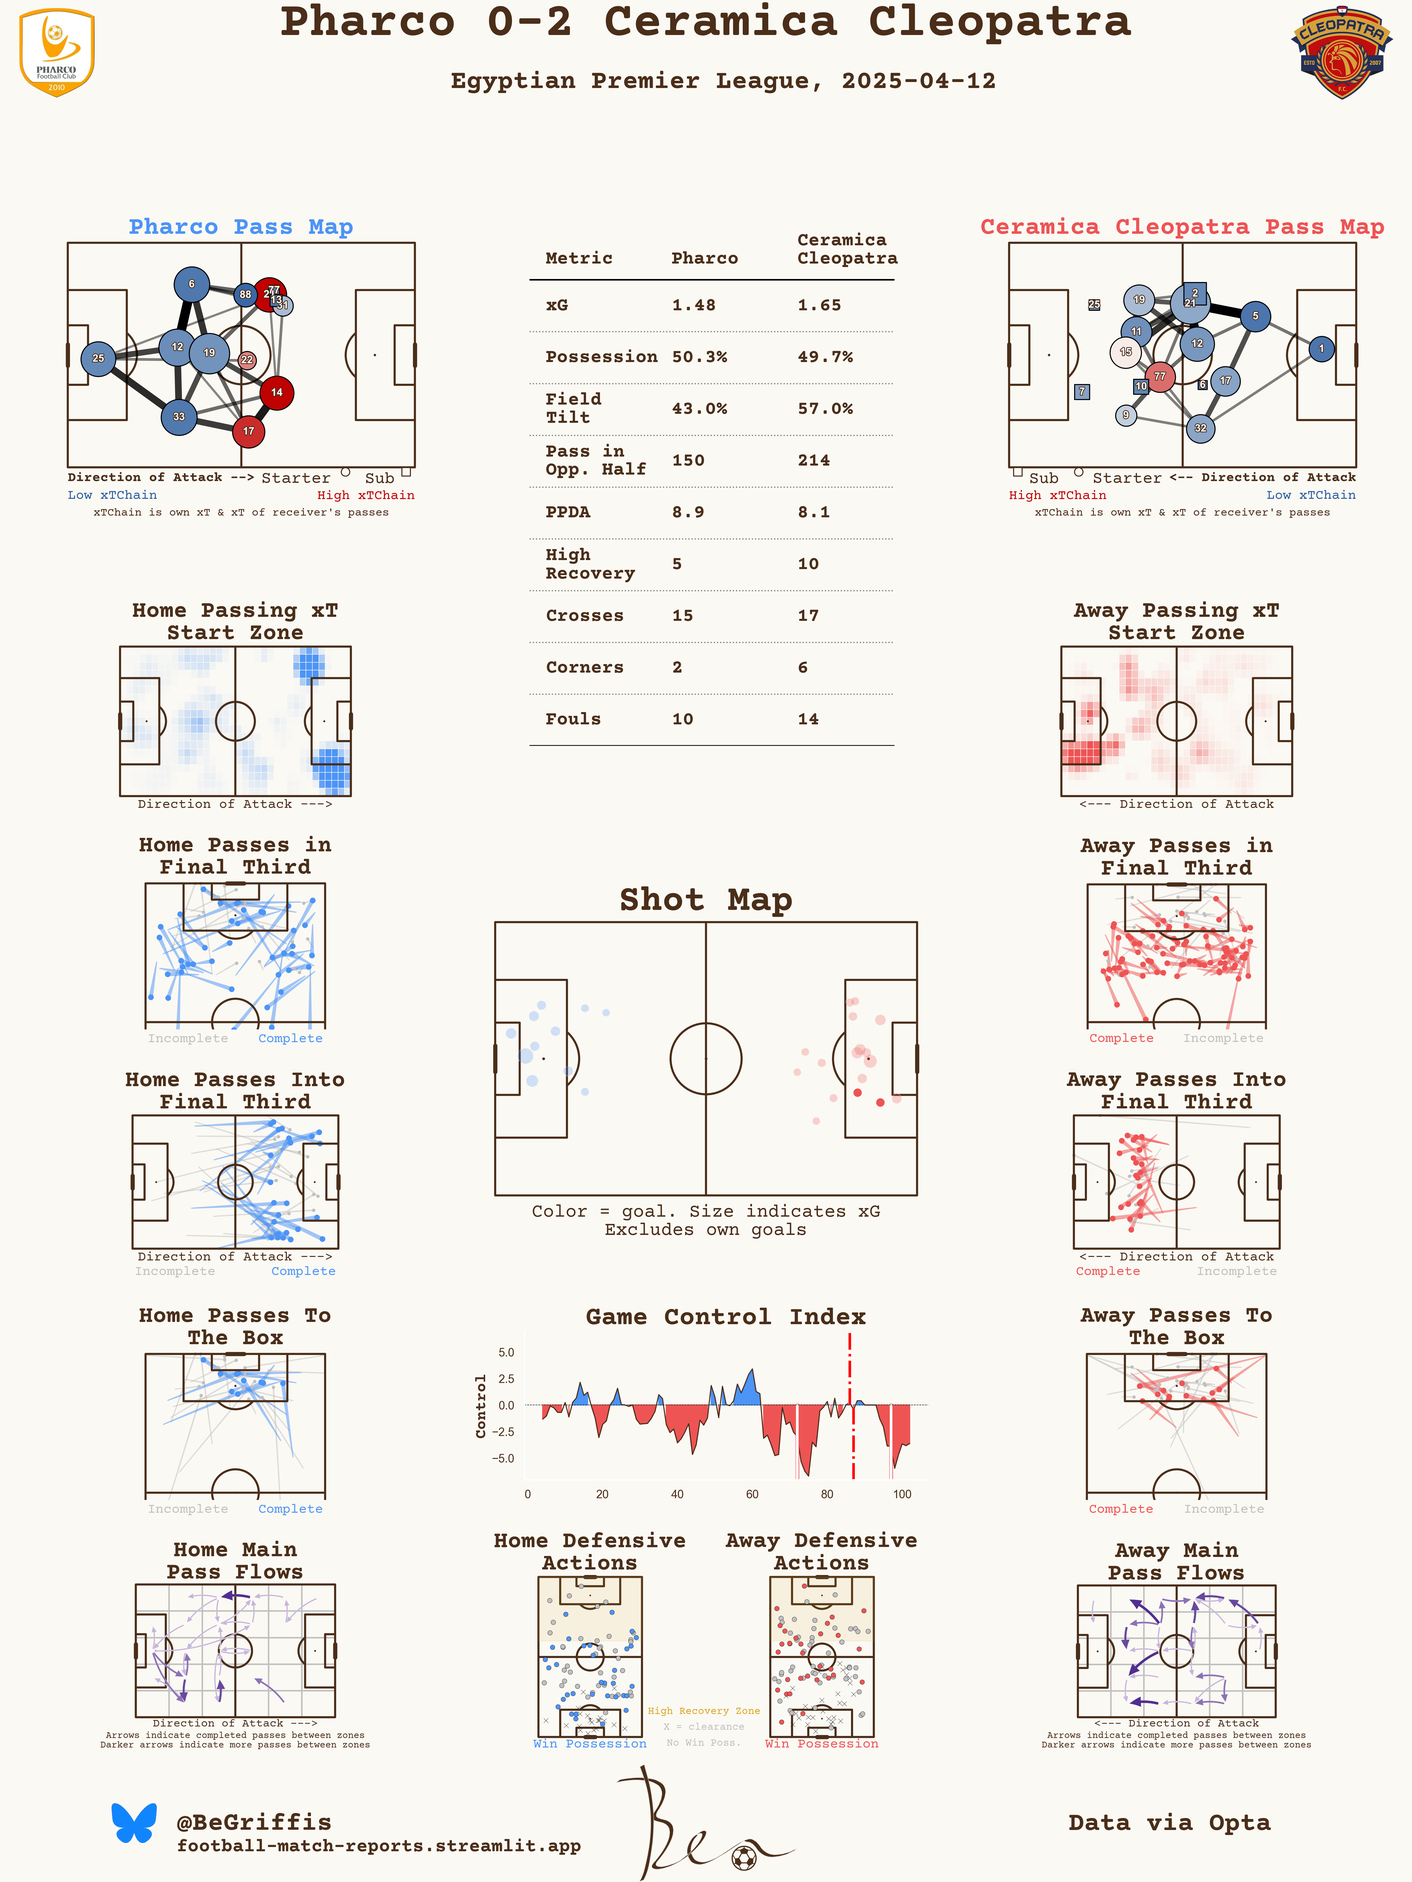 Pharco 0-2 Ceramica Cleopatra
Egyptian Premier League, 2025-04-12
PHARCO
Football Club
2010
CLEOPATRA
ESTD
2007
F.C.
Pharco Pass Map
6
88
77
13
25
12
19
22
14
33
17
Direction of Attack -->
Starter
Sub
Low xTChain
High xTChain
xTChain is own xT & xT of receiver's passes
Metric
Pharco
Ceramica
Cleopatra
xG 1.48 1.65
Possession 50.3% 49.7%
Field
Tilt
43.0% 57.0%
Pass in
Opp. Half
150 214
PPDA 8.9 8.1
High
Recovery
5 10
Crosses 15 17
Corners 2 6
Fouls 10 14
Ceramica Cleopatra Pass Map
25
19
2
21
5
11
12
15
1
77
17
10
6
7
9
32
Sub
Starter
<-- Direction of Attack
High xTChain
Low xTChain
xTChain is own xT & xT of receiver's passes
Home Passing xT
Start Zone
Direction of Attack --->
Away Passing xT
Start Zone
<--- Direction of Attack
Home Passes in
Final Third
Incomplete
Complete
Away Passes in
Final Third
Complete
Incomplete
Shot Map
Color = goal. Size indicates xG
Excludes own goals
Home Passes Into
Final Third
Direction of Attack --->
Incomplete
Complete
Away Passes Into
Final Third
<--- Direction of Attack
Complete
Incomplete
Home Passes To
The Box
Incomplete
Complete
Game Control Index
Control
5.0
2.5
0.0
−2.5
−5.0
0 20 40 60 80 100
Away Passes To
The Box
Complete
Incomplete
Home Main
Pass Flows
Direction of Attack --->
Arrows indicate completed passes between zones
Darker arrows indicate more passes between zones
Home Defensive
Actions
Win Possession
High Recovery Zone
X = clearance
No Win Poss.
Away Defensive
Actions
Win Possession
Away Main
Pass Flows
<--- Direction of Attack
Arrows indicate completed passes between zones
Darker arrows indicate more passes between zones
@BeGriffis
football-match-reports.streamlit.app
Ben
Data via Opta